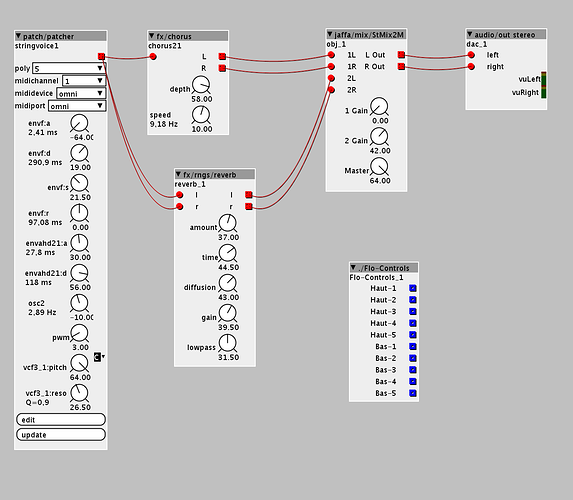 patch/patcher
stringvoice1
poly 5
midichannel 1
mididevice omni
midiport omni
envf:a
2,41 ms
-64.00
envf:d
290,9 ms
19.00
envf:s
21.50
envf:r
97,08 ms
0.00
envahd21:a
27,8 ms
30.00
envahd21:d
118 ms
56.00
osc2
2,89 Hz
-10.00
pwm
3.00
C
vcf3_1:pitch
64.00
vcf3_1:reso
Q=0,9
26.50
edit
update
fx/chorus
chorus21
L
R
depth
58.00
speed
9,18 Hz
10.00
fx/rngs/reverb
reverb_1
l l
r r
amount
37.00
time
44.50
diffusion
43.00
gain
39.50
lowpass
31.50
jaffa/mix/StMix2M
obj_1
1L L Out
1R R Out
2L
2R
1 Gain
0.00
2 Gain
42.00
Master
64.00
audio/out stereo
dac_1
left
right
vuLeft
vuRight
./Flo-Controls
Flo-Controls_1
Haut-1
Haut-2
Haut-3
Haut-4
Haut-5
Bas-1
Bas-2
Bas-3
Bas-4
Bas-5